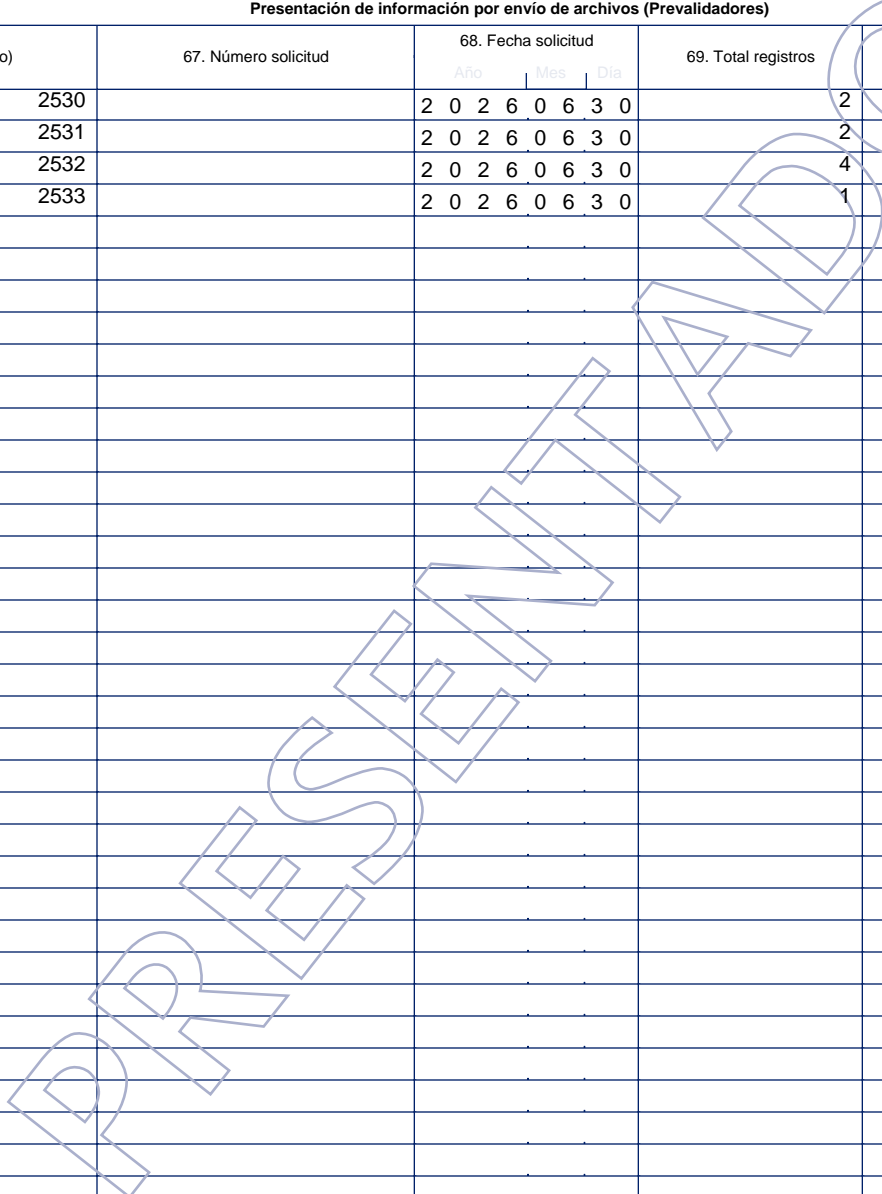 Presentación de información por envío de archivos (Prevalidadores)
o) 67. Número solicitud 68. Fecha solicitud 69. Total registros
Año Mes Día
2530 2 0 2 6 0 6 3 0 2
2531 2 0 2 6 0 6 3 0 2
2532 2 0 2 6 0 6 3 0 4
2533 2 0 2 6 0 6 3 0 1
PRESENTADO